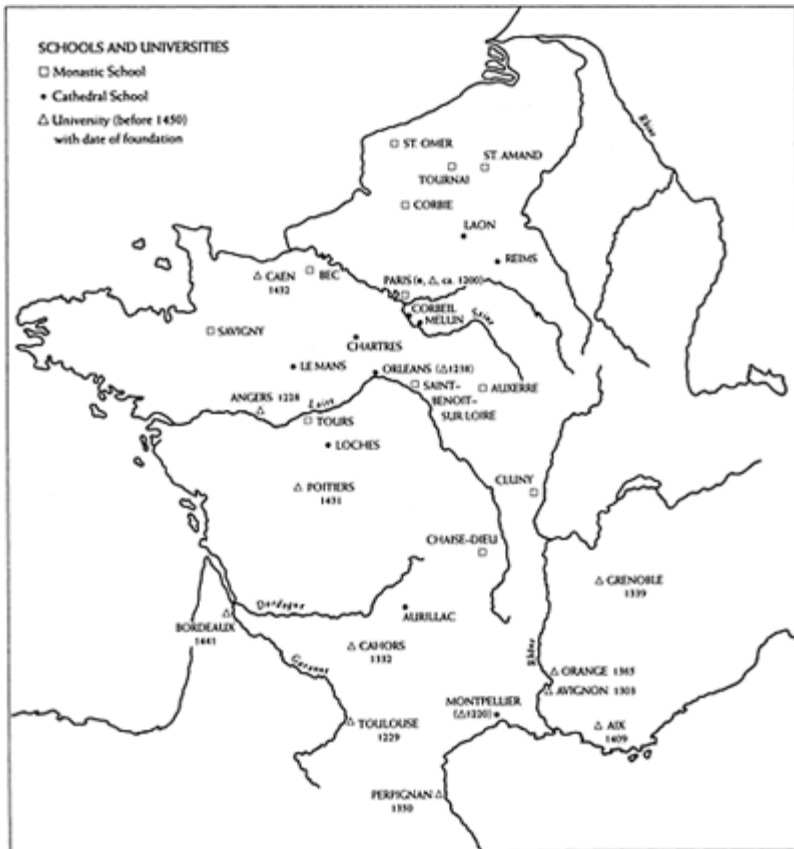 SCHOOLS AND UNIVERSITIES
□ Monastic School
• Cathedral School
△ University (before 1450)
with date of foundation
Rhine
ST. OMER
ST. AMAND
TOURNAI
CORBIE
LAON
REIMS
CAEN
1432
BEC
PARIS (•, △ ca. 1200)
CORBEIL
MELUN
Seine
SAVIGNY
CHARTRES
LE MANS
ORLEANS (△1238)
ANGERS 1228
Loire
SAINT-
BENOIT-
SUR LOIRE
AUXERRE
TOURS
LOCHES
POITIERS
1431
CLUNY
CHAISE-DIEU
GRENOBLE
1339
Dordogne
AURILLAC
BORDEAUX
1441
CAHORS
1332
Garonne
Rhône
ORANGE 1365
AVIGNON 1303
MONTPELLIER
(△1220)
TOULOUSE
1229
AIX
1409
PERPIGNAN
1350